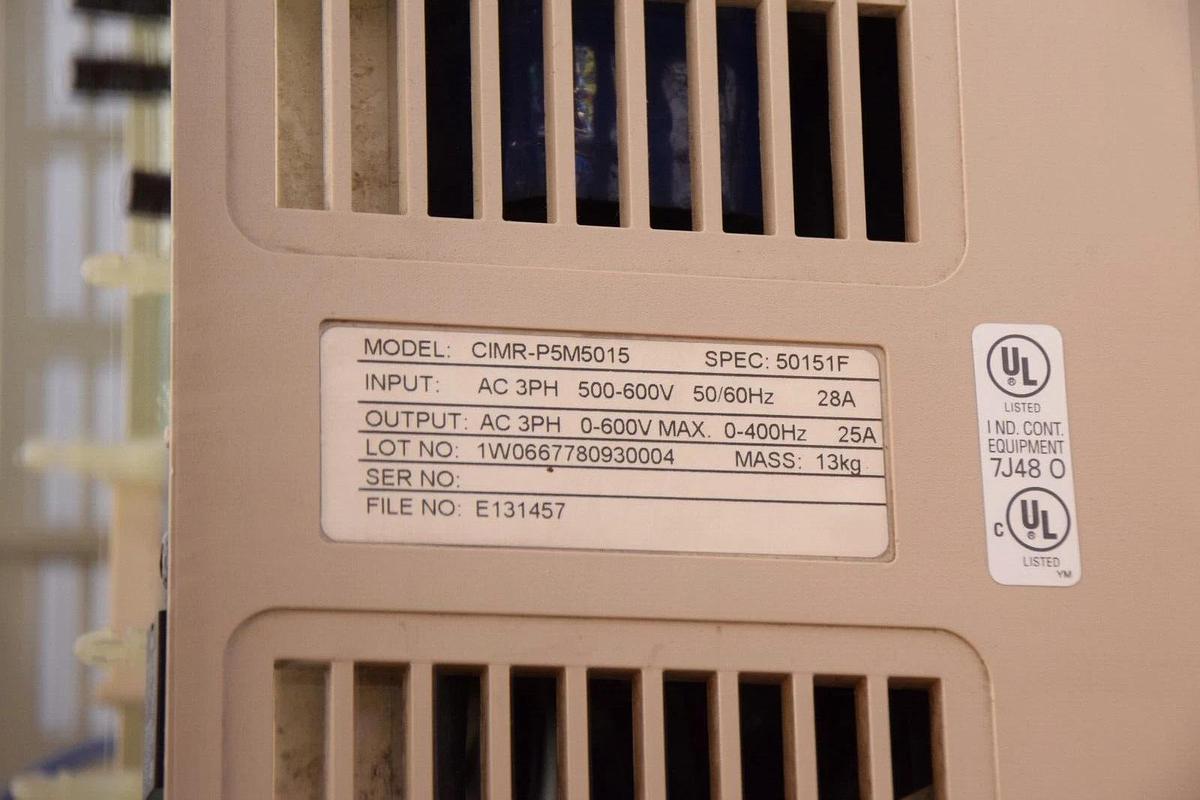 MODEL: CIMR-P5M5015 SPEC: 50151F
INPUT: AC 3PH 500-600V 50/60Hz 28A
OUTPUT: AC 3PH 0-600V MAX. 0-400Hz 25A
LOT NO: 1W0667780930004 MASS: 13kg
SER NO:
FILE NO: E131457
UL
®
LISTED
IND. CONT.
EQUIPMENT
7J48 O
C UL
®
LISTED
YM